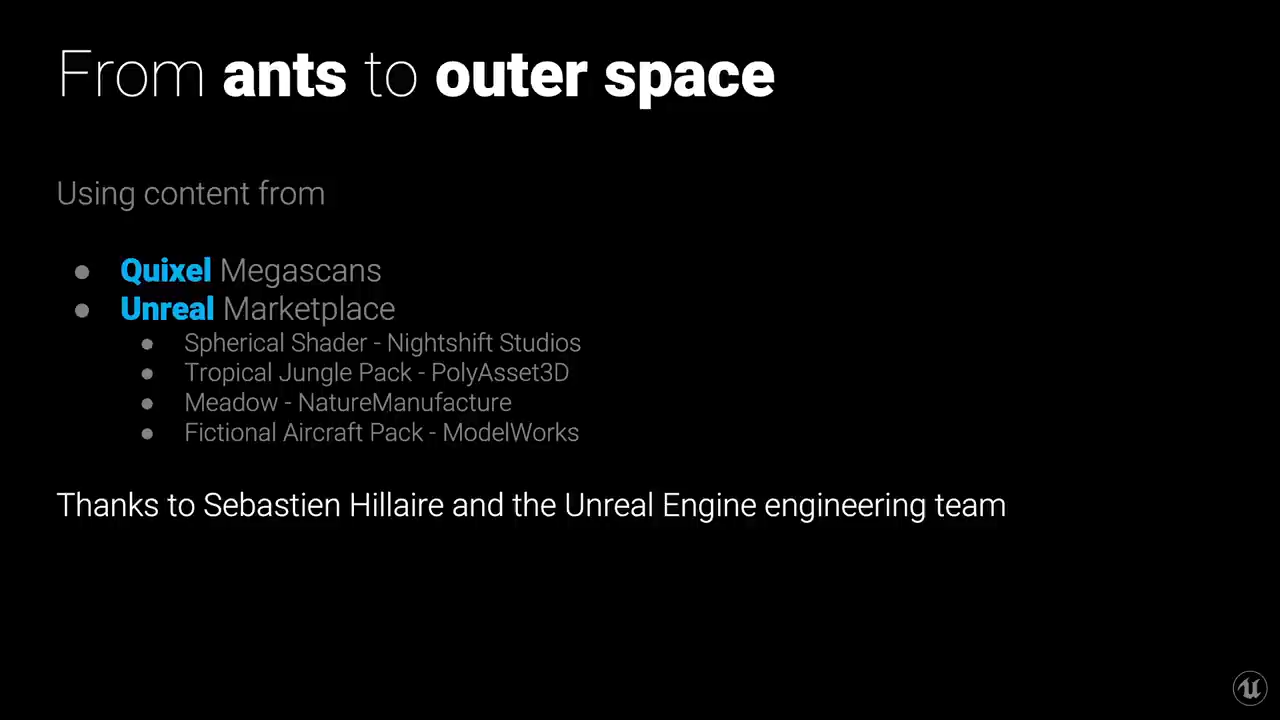 From ants to outer space
Using content from
● Quixel Megascans
● Unreal Marketplace
● Spherical Shader - Nightshift Studios
● Tropical Jungle Pack - PolyAsset3D
● Meadow - NatureManufacture
● Fictional Aircraft Pack - ModelWorks
Thanks to Sebastien Hillaire and the Unreal Engine engineering team